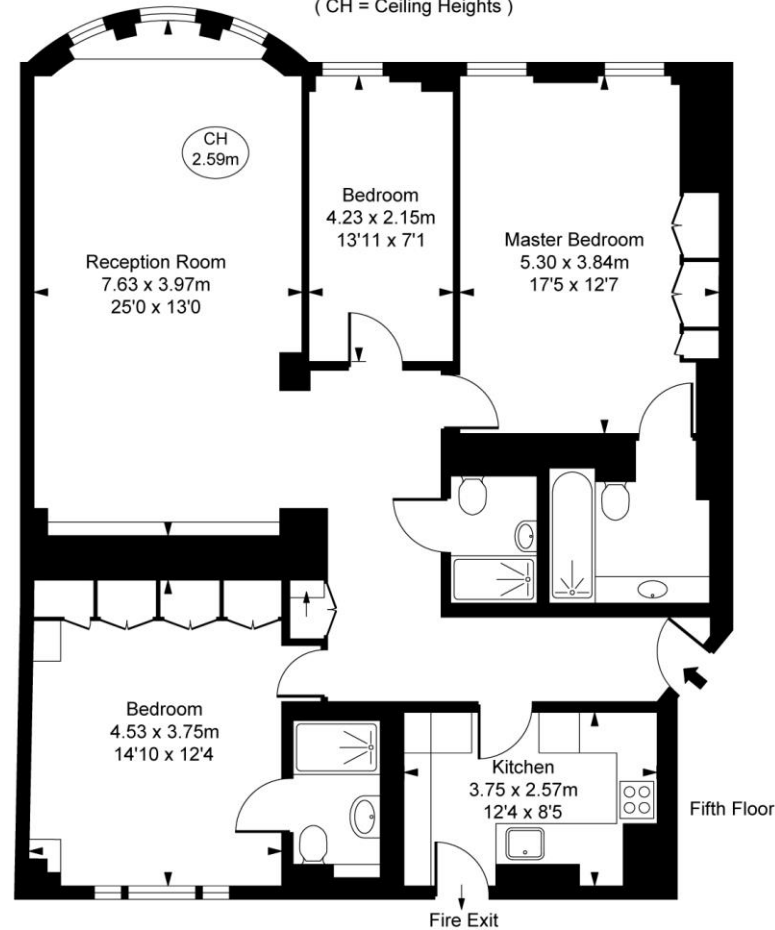 ( CH = Ceiling Heights )
CH
2.59m
Bedroom
4.23 x 2.15m
13'11 x 7'1
Master Bedroom
5.30 x 3.84m
17'5 x 12'7
Reception Room
7.63 x 3.97m
25'0 x 13'0
Bedroom
4.53 x 3.75m
14'10 x 12'4
Kitchen
3.75 x 2.57m
12'4 x 8'5
Fifth Floor
Fire Exit